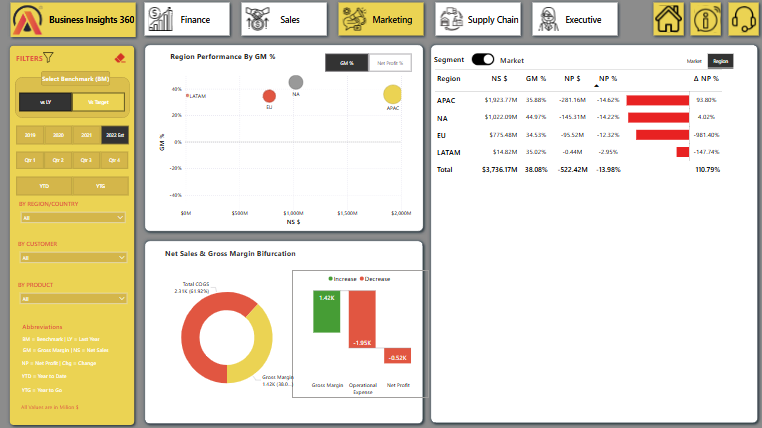 Business Insights 360
Finance
Sales
Marketing
Supply Chain
Executive
FILTERS
Select Benchmark (BM)
vs LY
Vs Target
2019
2020
2021
2022 Est
Qtr 1
Qtr 2
Qtr 3
Qtr 4
YTD
YTG
BY REGION/COUNTRY
All
BY CUSTOMER
All
BY PRODUCT
All
Abbreviations
BM = Benchmark | LY = Last Year
GM = Gross Margin | NS = Net Sales
NP = Net Profit | Chg = Change
YTD = Year to Date
YTG = Year to Go
All Values are in Million $
Region Performance By GM %
GM %
Net Profit %
40%
20%
0%
-20%
-40%
GM %
LATAM
EU
NA
APAC
$0M
$500M
$1,000M
$1,500M
$2,000M
NS $
Net Sales & Gross Margin Bifurcation
Total COGS
2.31K (61.92%)
Gross Margin
1.42K (38.0...)
Increase
Decrease
1.42K
-1.95K
-0.52K
Gross Margin
Operational Expense
Net Profit
Segment
Market
Market
Region
Region NS $ GM % NP $ NP % Δ NP %
APAC $1,923.77M 35.88% -281.16M -14.62% 93.80%
NA $1,022.09M 44.97% -145.31M -14.22% 4.02%
EU $775.48M 34.53% -95.52M -12.32% -981.40%
LATAM $14.82M 35.02% -0.44M -2.95% -147.74%
Total $3,736.17M 38.08% -522.42M -13.98% 110.79%